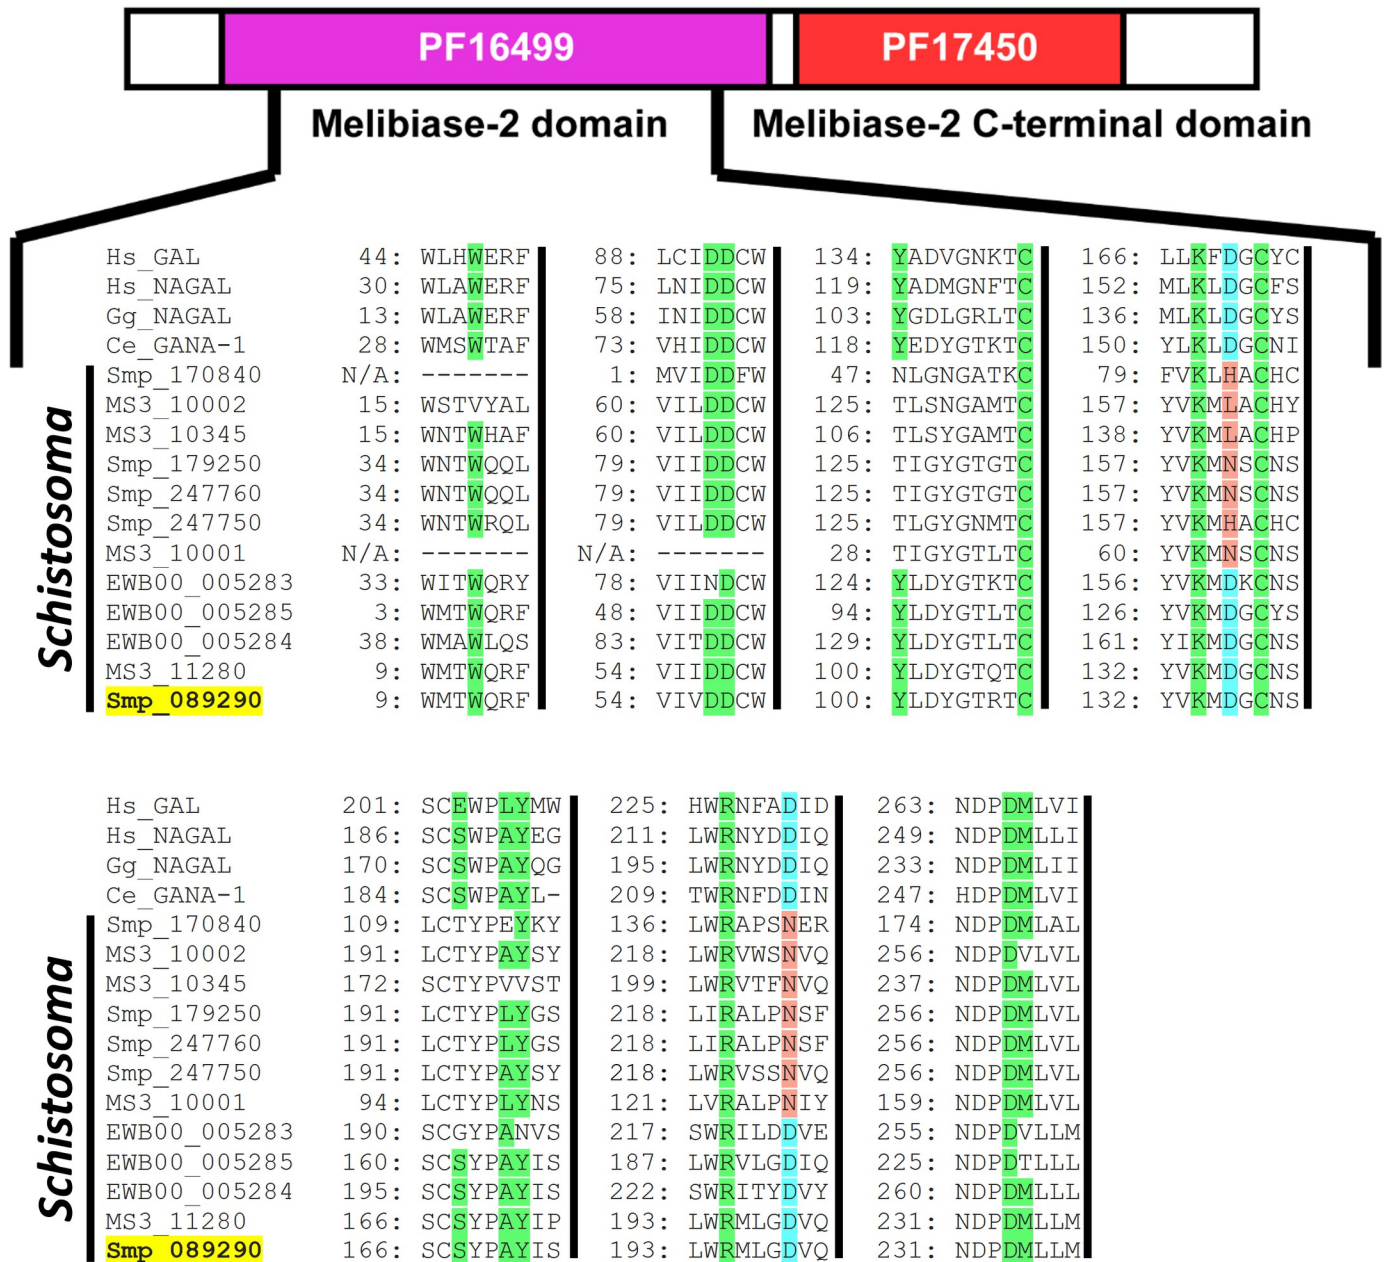 PF16499 PF17450
Melibiase-2 domain Melibiase-2 C-terminal domain
Schistosoma
Hs_GAL 44: WLHWERF 88: LCIDDCW 134: YADVGNKTC 166: LLKFDGCYC
Hs_NAGAL 30: WLAWERF 75: LNIDDCW 119: YADMGNFTC 152: MLKLDGCFS
Gg_NAGAL 13: WLAWERF 58: INIDDCW 103: YGDLGRLTC 136: MLKLDGCYS
Ce_GANA-1 28: WMSWTAF 73: VHIDDCW 118: YEDYGTKTC 150: YLKLDGCNI
Smp_170840 N/A: ------- 1: MVIDDFW 47: NLGNGATKC 79: FVKLHACHC
MS3_10002 15: WSTVYAL 60: VILDDCW 125: TLSNGAMTC 157: YVKMLACHY
MS3_10345 15: WNTWHAF 60: VILDDCW 106: TLSYGAMTC 138: YVKMLACHP
Smp_179250 34: WNTWQQL 79: VIIDDCW 125: TIGYGTGTC 157: YVKMNSCNS
Smp_247760 34: WNTWQQL 79: VIIDDCW 125: TIGYGTGTC 157: YVKMNSCNS
Smp_247750 34: WNTWRQL 79: VILDDCW 125: TLGYGNMTC 157: YVKMHACHC
MS3_10001 N/A: ------- N/A: ------- 28: TIGYGTLTC 60: YVKMNSCNS
EWB00_005283 33: WITWQRY 78: VIINDCW 124: YLDYGTKTC 156: YVKMDKCNS
EWB00_005285 3: WMTWQRF 48: VIIDDCW 94: YLDYGTLTC 126: YVKMDGCYS
EWB00_005284 38: WMAWLQS 83: VITDDCW 129: YLDYGTLTC 161: YIKMDGCNS
MS3_11280 9: WMTWQRF 54: VIIDDCW 100: YLDYGTQTC 132: YVKMDGCNS
Smp_089290 9: WMTWQRF 54: VIVDDCW 100: YLDYGTRTC 132: YVKMDGCNS
Schistosoma
Hs_GAL 201: SCEWPLYMW 225: HWRNFADID 263: NDPDMLVI
Hs_NAGAL 186: SCSWPAYEG 211: LWRNYDDIQ 249: NDPDMLLI
Gg_NAGAL 170: SCSWPAYQG 195: LWRNYDDIQ 233: NDPDMLII
Ce_GANA-1 184: SCSWPAYL- 209: TWRNFDDIN 247: HDPDMLVI
Smp_170840 109: LCTYPEYKY 136: LWRAPSNER 174: NDPDMLAL
MS3_10002 191: LCTYPAYSY 218: LWRVWSNVQ 256: NDPDVLVL
MS3_10345 172: SCTYPVVST 199: LWRVTFNVQ 237: NDPDMLVL
Smp_179250 191: LCTYPLYGS 218: LIRALPNSF 256: NDPDMLVL
Smp_247760 191: LCTYPLYGS 218: LIRALPNSF 256: NDPDMLVL
Smp_247750 191: LCTYPAYSY 218: LWRVSSNVQ 256: NDPDMLVL
MS3_10001 94: LCTYPLYNS 121: LVRALPNIY 159: NDPDMLVL
EWB00_005283 190: SCGYPANVS 217: SWRILDDVE 255: NDPDVLLM
EWB00_005285 160: SCSYPAYIS 187: LWRVLGDIQ 225: NDPDTLLL
EWB00_005284 195: SCSYPAYIS 222: SWRITYDVY 260: NDPDMLLL
MS3_11280 166: SCSYPAYIP 193: LWRMLGDVQ 231: NDPDMLLM
Smp_089290 166: SCSYPAYIS 193: LWRMLGDVQ 231: NDPDMLLM